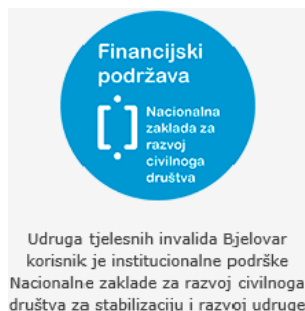 Financijski
podržava
Nacionalna
zaklada za
razvoj
civilnoga
društva
Udruga tjelesnih invalida Bjelovar
korisnik je institucionalne podrške
Nacionalne zaklade za razvoj civilnoga
društva za stabilizaciju i razvoj udruge